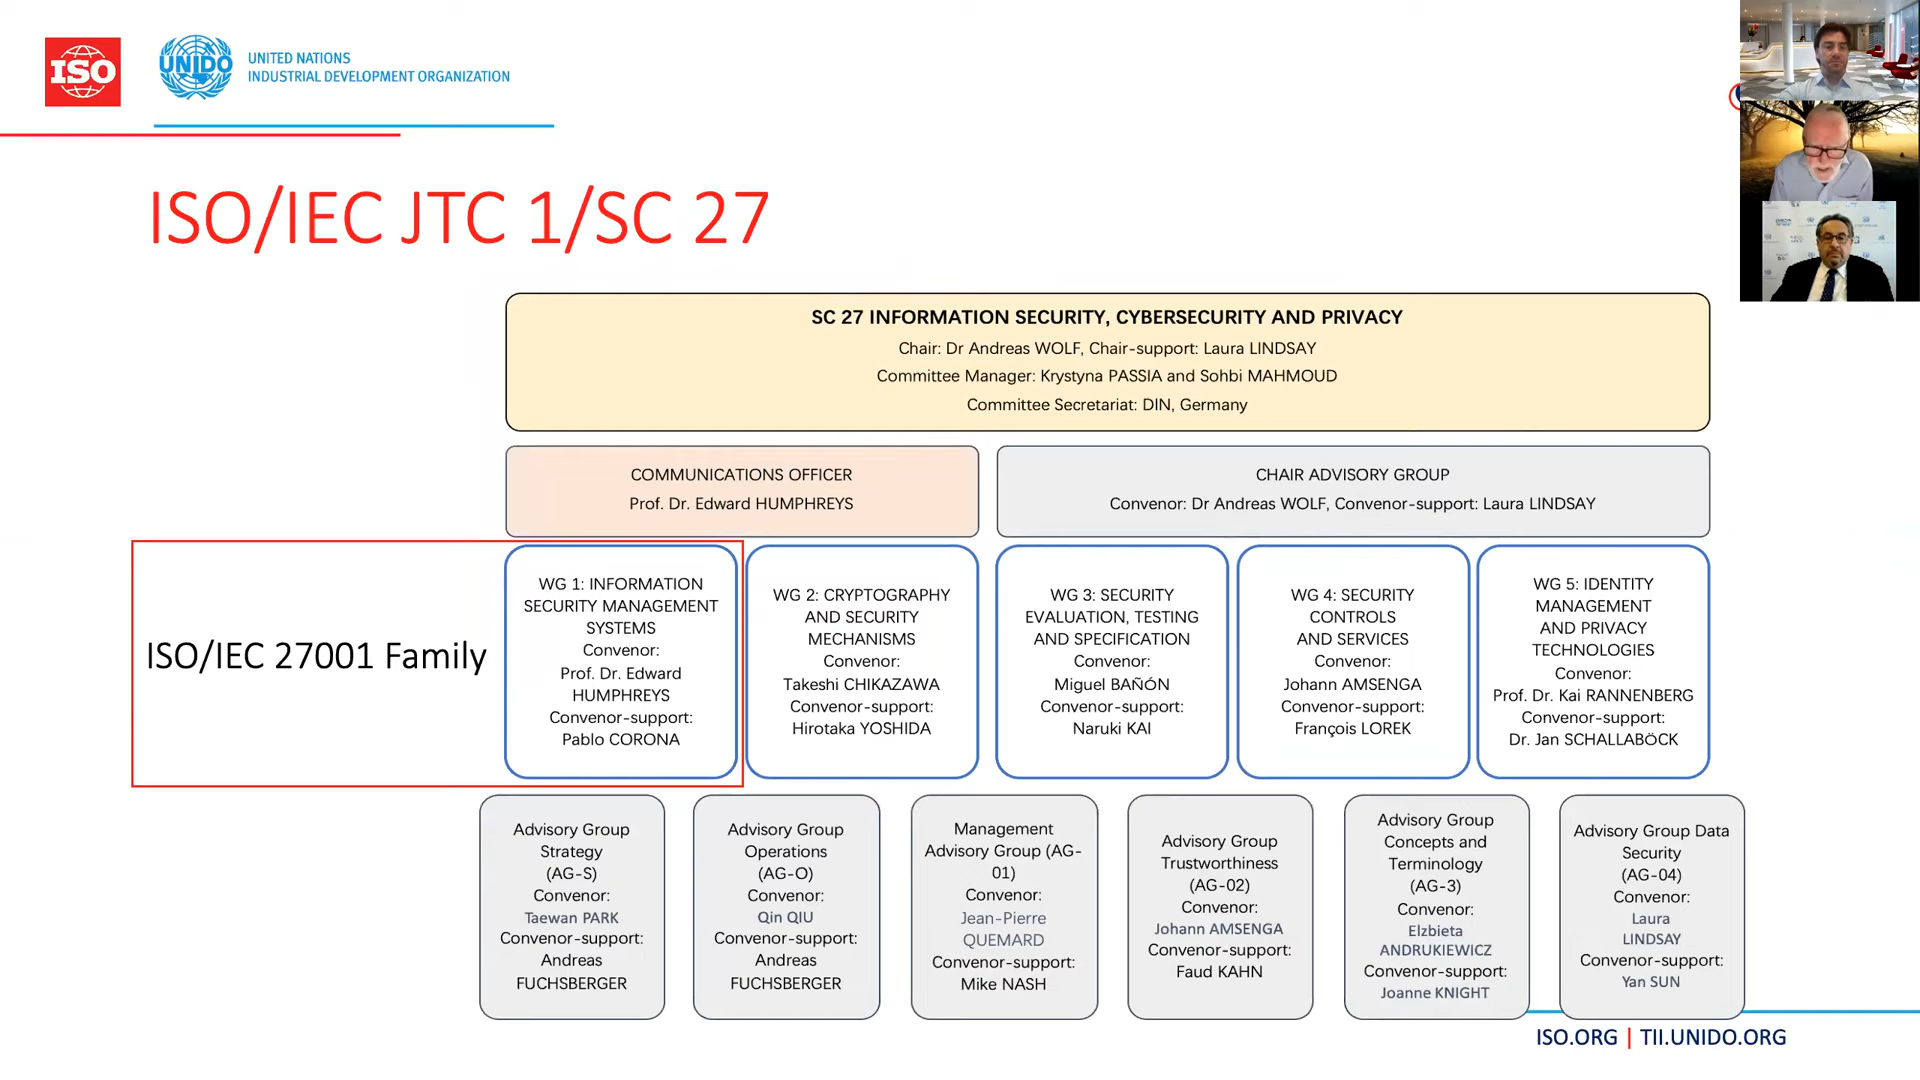 ISO
UNIDO
UNITED NATIONS
INDUSTRIAL DEVELOPMENT ORGANIZATION
ISO/IEC JTC 1/SC 27
SC 27 INFORMATION SECURITY, CYBERSECURITY AND PRIVACY
Chair: Dr Andreas WOLF, Chair-support: Laura LINDSAY
Committee Manager: Krystyna PASSIA and Sohbi MAHMOUD
Committee Secretariat: DIN, Germany
COMMUNICATIONS OFFICER
Prof. Dr. Edward HUMPHREYS
CHAIR ADVISORY GROUP
Convenor: Dr Andreas WOLF, Convenor-support: Laura LINDSAY
ISO/IEC 27001 Family
WG 1: INFORMATION
SECURITY MANAGEMENT
SYSTEMS
Convenor:
Prof. Dr. Edward
HUMPHREYS
Convenor-support:
Pablo CORONA
WG 2: CRYPTOGRAPHY
AND SECURITY
MECHANISMS
Convenor:
Takeshi CHIKAZAWA
Convenor-support:
Hirotaka YOSHIDA
WG 3: SECURITY
EVALUATION, TESTING
AND SPECIFICATION
Convenor:
Miguel BAÑÓN
Convenor-support:
Naruki KAI
WG 4: SECURITY
CONTROLS
AND SERVICES
Convenor:
Johann AMSENGA
Convenor-support:
François LOREK
WG 5: IDENTITY
MANAGEMENT
AND PRIVACY
TECHNOLOGIES
Convenor:
Prof. Dr. Kai RANNENBERG
Convenor-support:
Dr. Jan SCHALLABÖCK
Advisory Group
Strategy
(AG-S)
Convenor:
Taewan PARK
Convenor-support:
Andreas
FUCHSBERGER
Advisory Group
Operations
(AG-O)
Convenor:
Qin QIU
Convenor-support:
Andreas
FUCHSBERGER
Management
Advisory Group (AG-
01)
Convenor:
Jean-Pierre
QUEMARD
Convenor-support:
Mike NASH
Advisory Group
Trustworthiness
(AG-02)
Convenor:
Johann AMSENGA
Convenor-support:
Faud KAHN
Advisory Group
Concepts and
Terminology
(AG-3)
Convenor:
Elzbieta
ANDRUKIEWICZ
Convenor-support:
Joanne KNIGHT
Advisory Group Data
Security
(AG-04)
Convenor:
Laura
LINDSAY
Convenor-support:
Yan SUN
ISO.ORG | TII.UNIDO.ORG